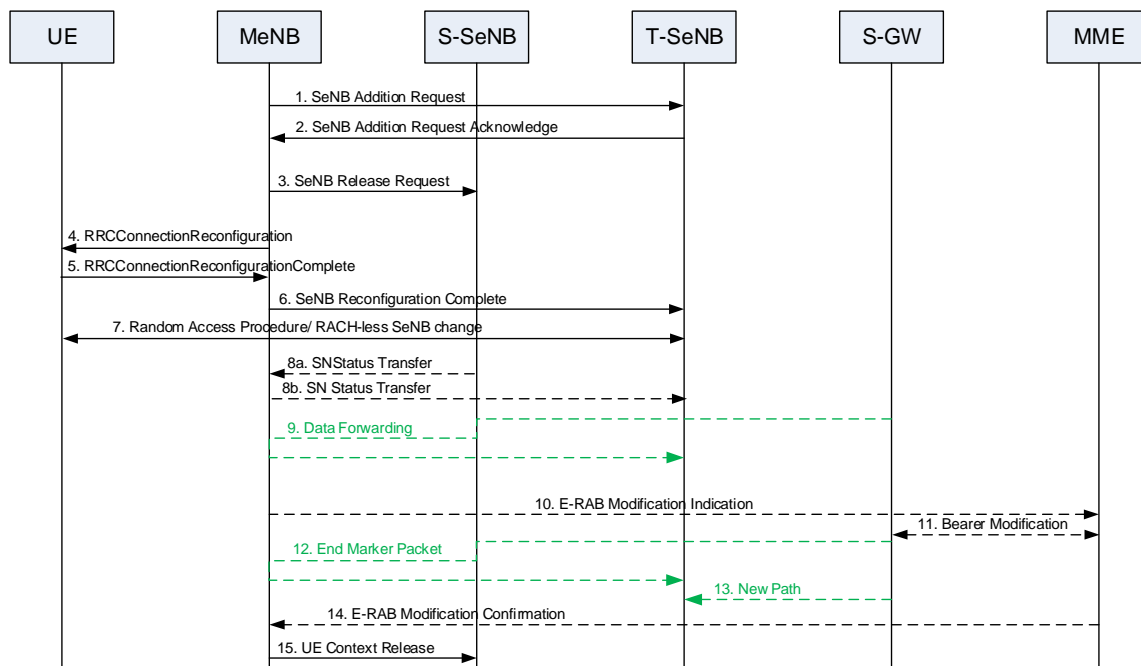 UE MeNB S-SeNB T-SeNB S-GW MME
1. SeNB Addition Request
2. SeNB Addition Request Acknowledge
3. SeNB Release Request
4. RRCConnectionReconfiguration
5. RRCConnectionReconfigurationComplete
6. SeNB Reconfiguration Complete
7. Random Access Procedure/ RACH-less SeNB change
8a. SNStatus Transfer
8b. SN Status Transfer
9. Data Forwarding
10. E-RAB Modification Indication
11. Bearer Modification
12. End Marker Packet
13. New Path
14. E-RAB Modification Confirmation
15. UE Context Release